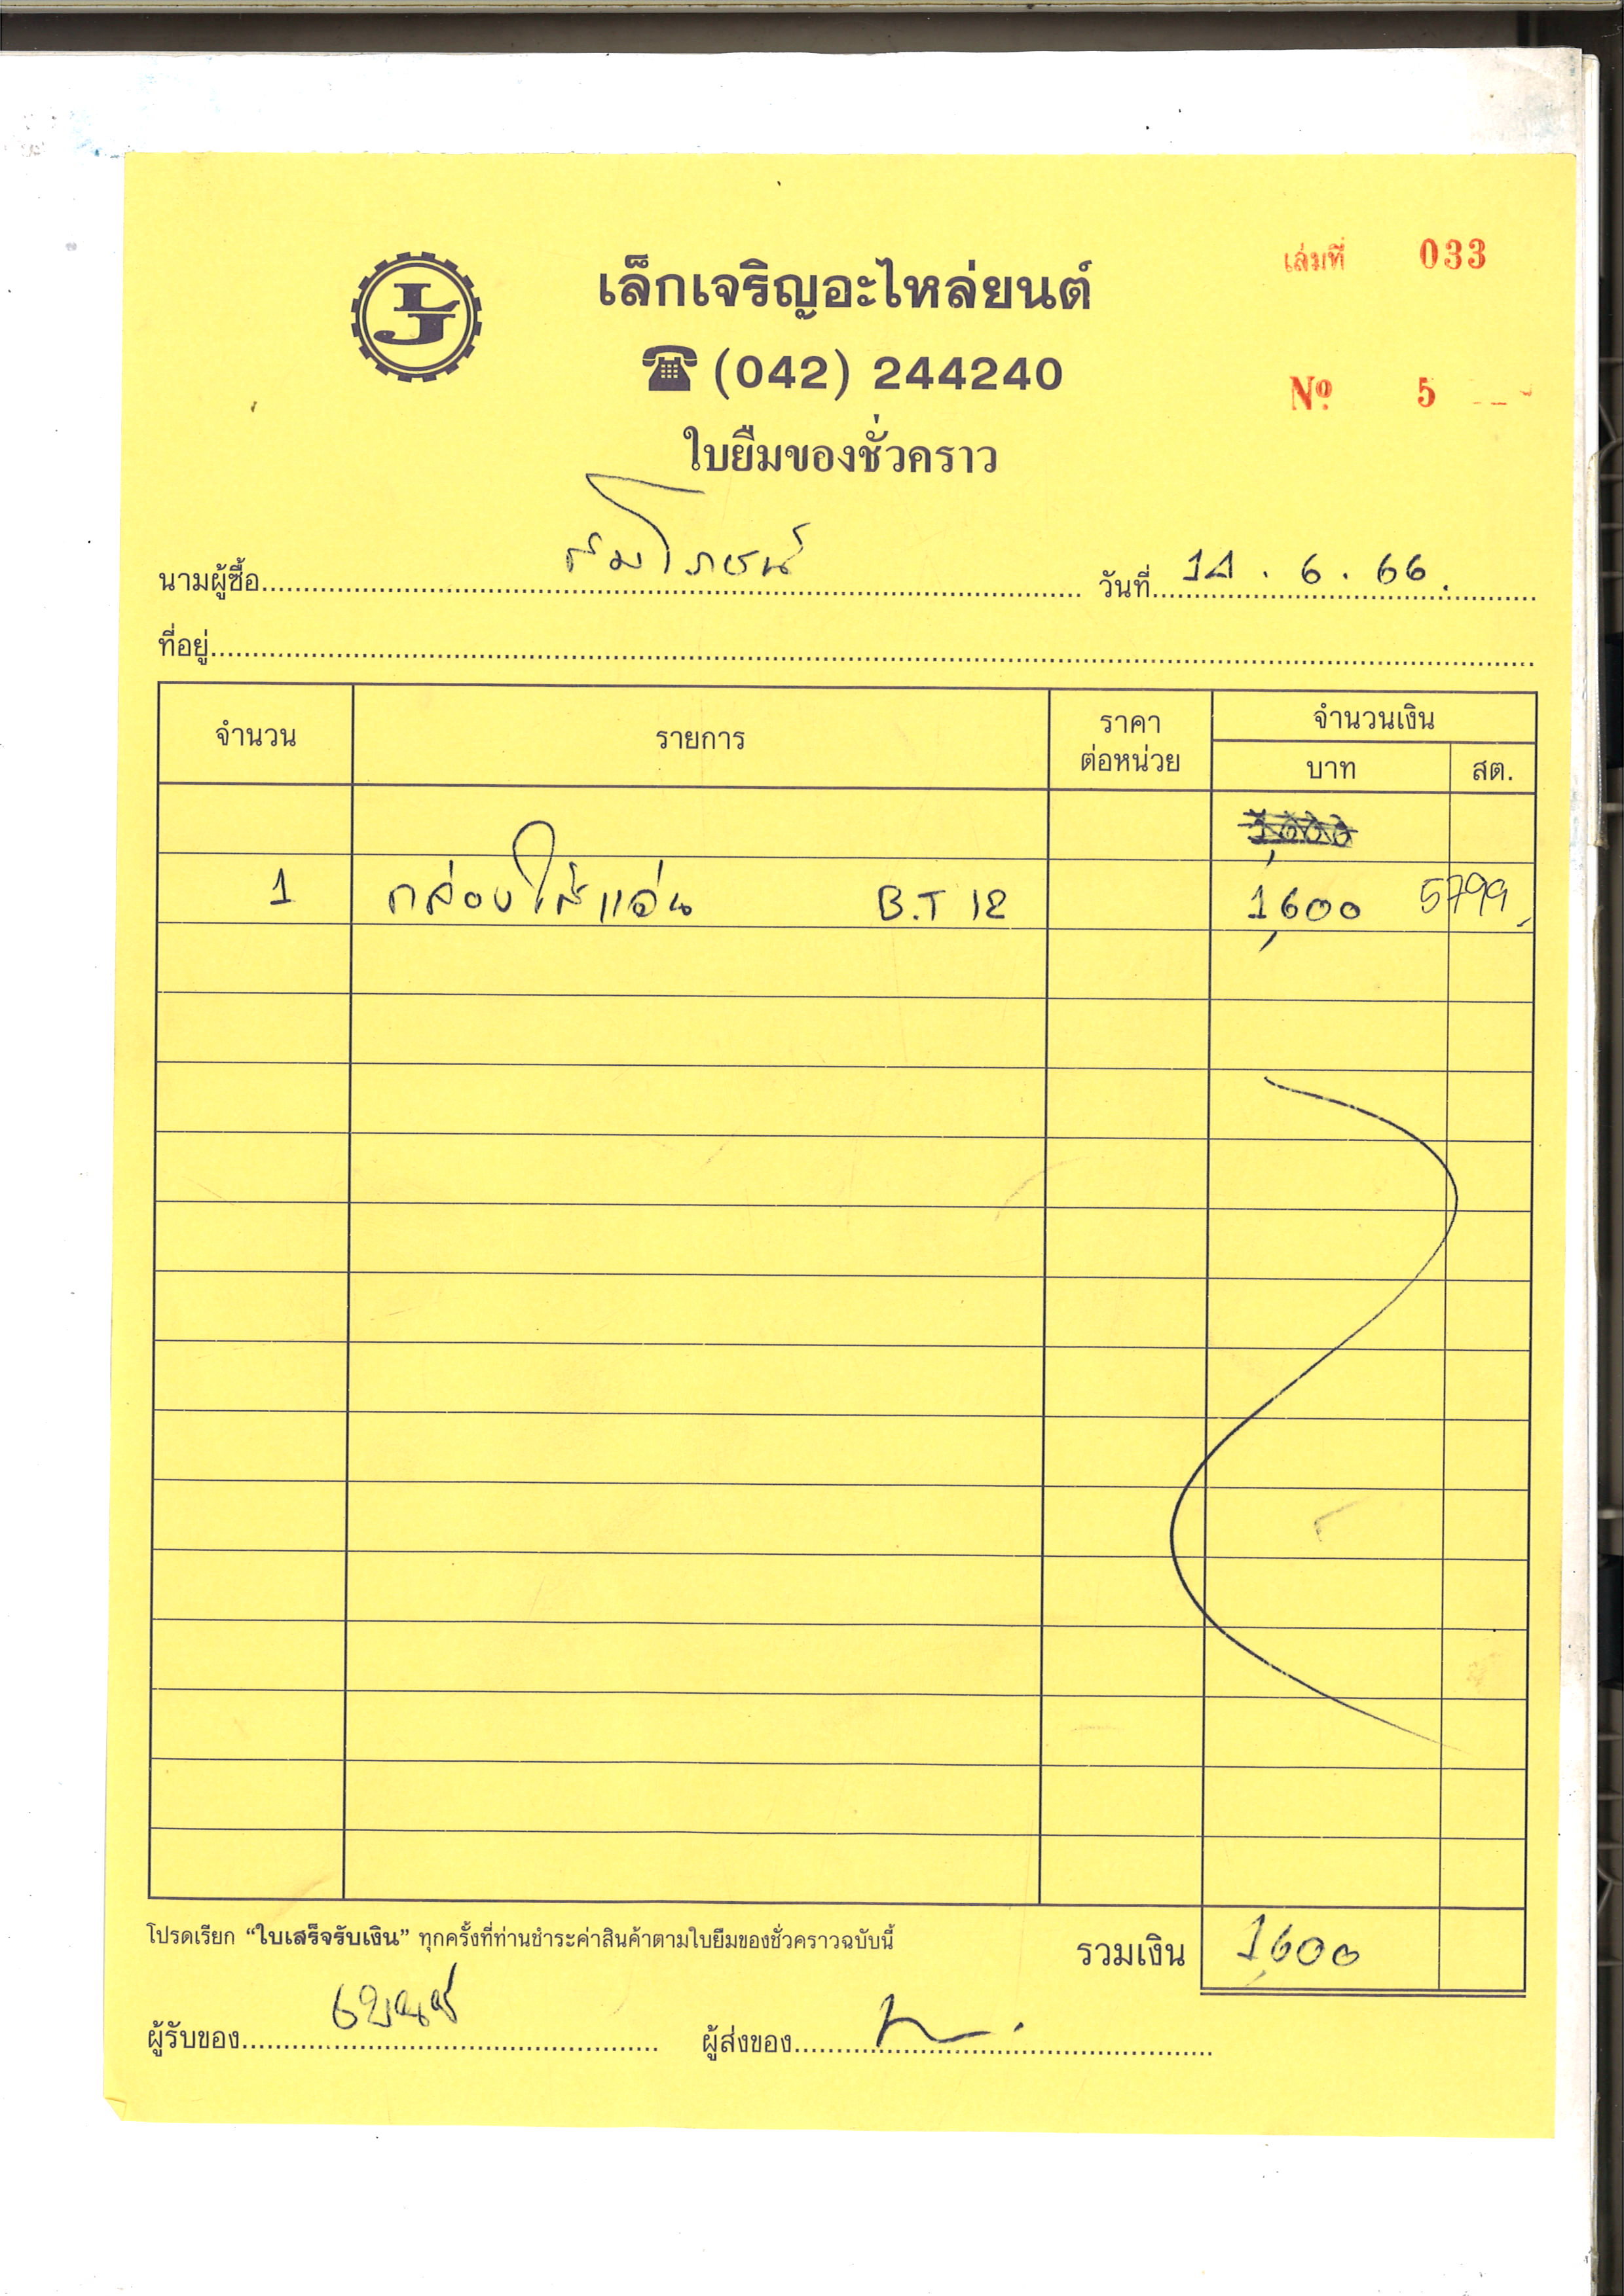 เล่มที่ 033
LJ
เล็กเจริญอะไหล่ยนต์
☎ (042) 244240
Nº 5
ใบยืมของชั่วคราว
นามผู้ซื้อ วันที่ 14 . 6 . 66.
ที่อยู่
จำนวน รายการ ราคาต่อหน่วย จำนวนเงิน
บาท สต.
1 กล่องใส่แอ่น B.T 12 1,600 5799
โปรดเรียก “ใบเสร็จรับเงิน” ทุกครั้งที่ท่านชำระค่าสินค้าตามใบยืมของชั่วคราวฉบับนี้ รวมเงิน 1,600
ผู้รับของ ผู้ส่งของ